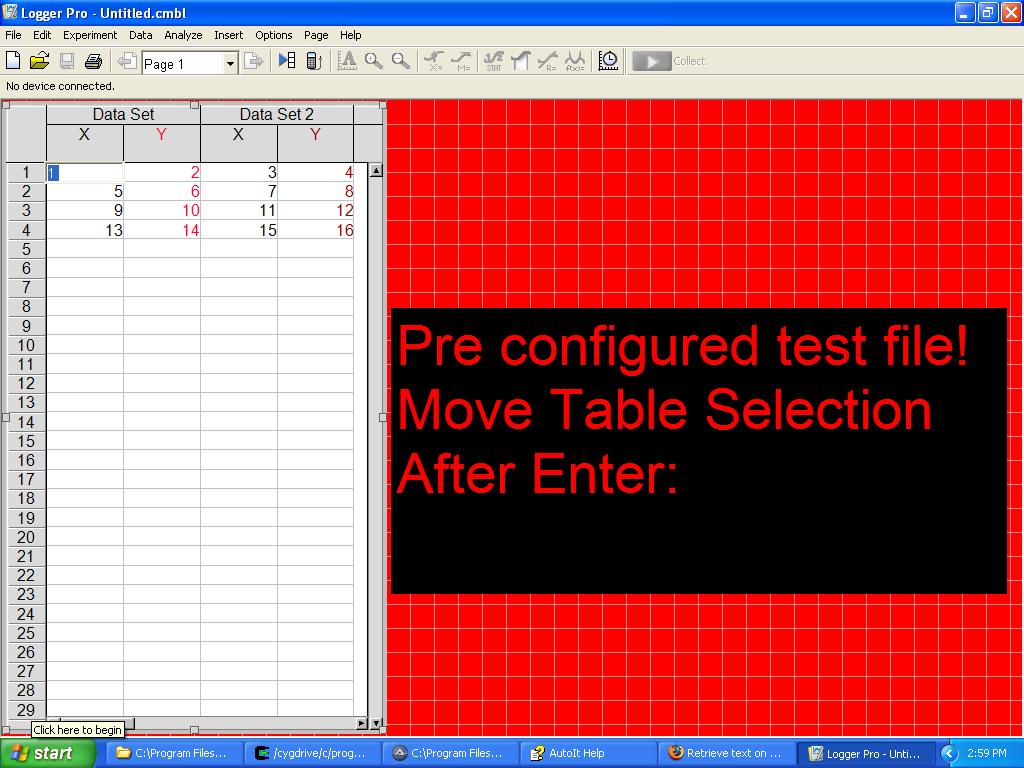 Logger Pro - Untitled.cmbl
File Edit Experiment Data Analyze Insert Options Page Help
Page 1
X= M= STAT R= f(x)= Collect
No device connected.
Data Set Data Set 2
X Y X Y
1 1 2 3 4
2 5 6 7 8
3 9 10 11 12
4 13 14 15 16
5
6
7
8
9
10
11
12
13
14
15
16
17
18
19
20
21
22
23
24
25
26
27
28
29
Pre configured test file!
Move Table Selection
After Enter:
Click here to begin
start C:\Program Files... /cygdrive/c/prog... C:\Program Files... AutoIt Help Retrieve text on ... Logger Pro - Unti... 2:59 PM